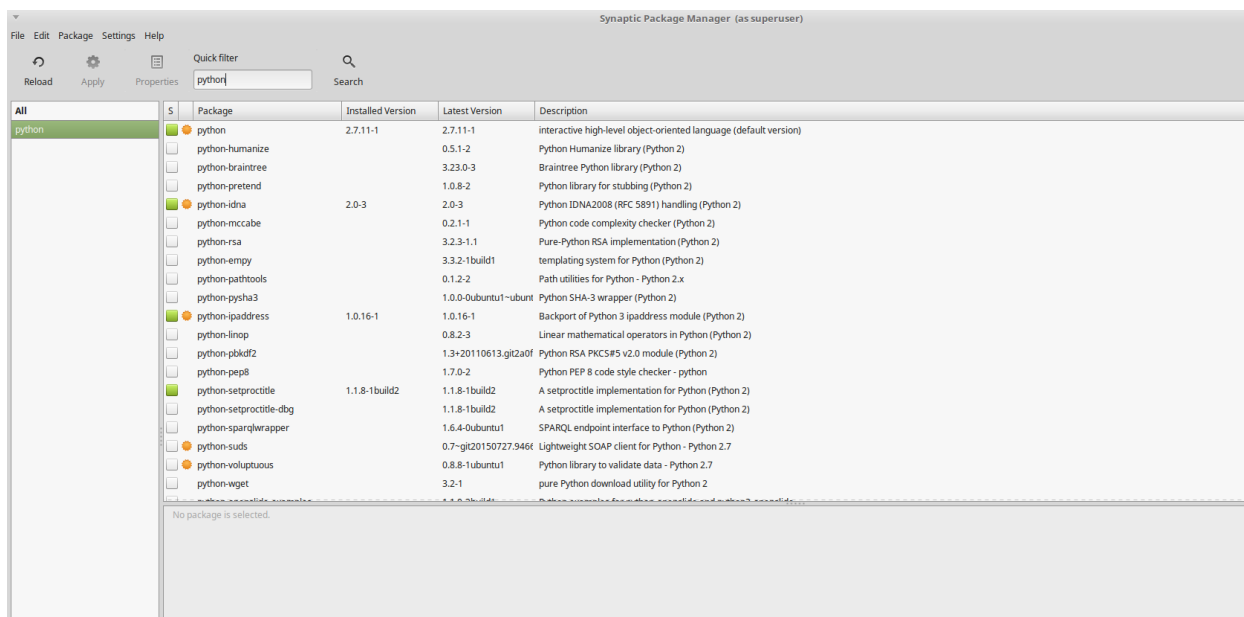 Synaptic Package Manager (as superuser)
File Edit Package Settings Help
Quick filter
Reload Apply Properties python Search
All
python
S Package Installed Version Latest Version Description
python 2.7.11-1 2.7.11-1 interactive high-level object-oriented language (default version)
python-humanize 0.5.1-2 Python Humanize library (Python 2)
python-braintree 3.23.0-3 Braintree Python library (Python 2)
python-pretend 1.0.8-2 Python library for stubbing (Python 2)
python-idna 2.0-3 2.0-3 Python IDNA2008 (RFC 5891) handling (Python 2)
python-mccabe 0.2.1-1 Python code complexity checker (Python 2)
python-rsa 3.2.3-1.1 Pure-Python RSA implementation (Python 2)
python-empy 3.3.2-1build1 templating system for Python (Python 2)
python-pathtools 0.1.2-2 Path utilities for Python - Python 2.x
python-pysha3 1.0.0-0ubuntu1~ubunt Python SHA-3 wrapper (Python 2)
python-ipaddress 1.0.16-1 1.0.16-1 Backport of Python 3 ipaddress module (Python 2)
python-linop 0.8.2-3 Linear mathematical operators in Python (Python 2)
python-pbkdf2 1.3+20110613.git2a0f Python RSA PKCS#5 v2.0 module (Python 2)
python-pep8 1.7.0-2 Python PEP 8 code style checker - python
python-setproctitle 1.1.8-1build2 1.1.8-1build2 A setproctitle implementation for Python (Python 2)
python-setproctitle-dbg 1.1.8-1build2 A setproctitle implementation for Python (Python 2)
python-sparqlwrapper 1.6.4-0ubuntu1 SPARQL endpoint interface to Python (Python 2)
python-suds 0.7~git20150727.9466 Lightweight SOAP client for Python - Python 2.7
python-voluptuous 0.8.8-1ubuntu1 Python library to validate data - Python 2.7
python-wget 3.2-1 pure Python download utility for Python 2
No package is selected.